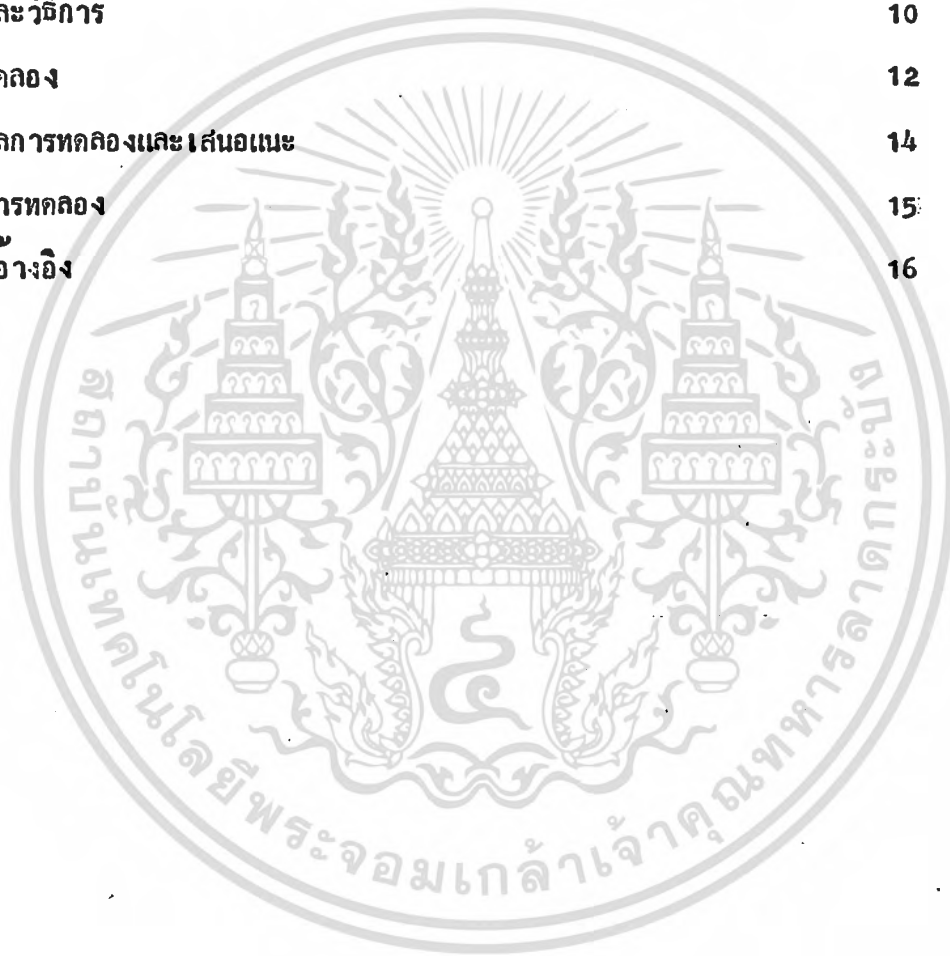 ละวิธีการ 10
คลอง 12
ลการทคลองและเสนอแนะ 14
ารทคลอง 15
อ้างอิง 16
สถาบันเทคโนโลยีพระจอมเกล้าเจ้าคุณทหารลาดกระบัง
๔